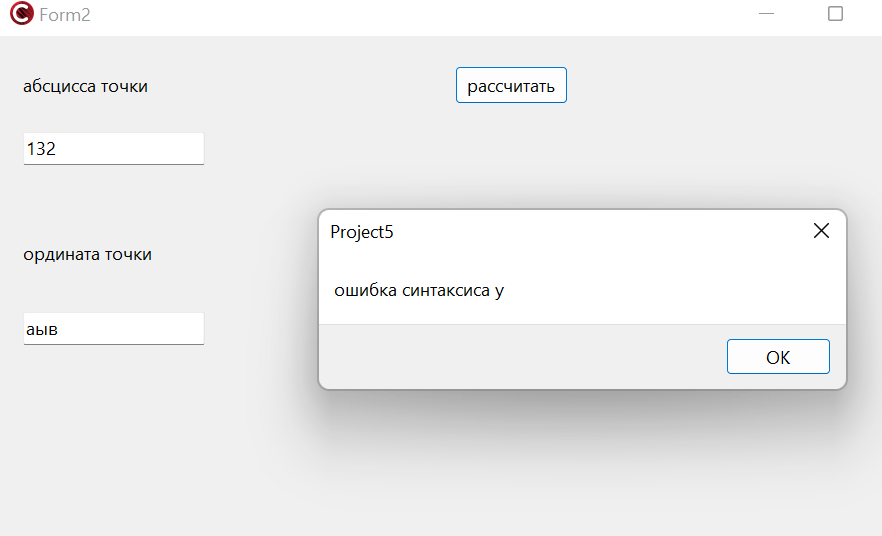 Form2
абсцисса точки
рассчитать
132
Project5
ордината точки
ошибка синтаксиса y
аыв
OK